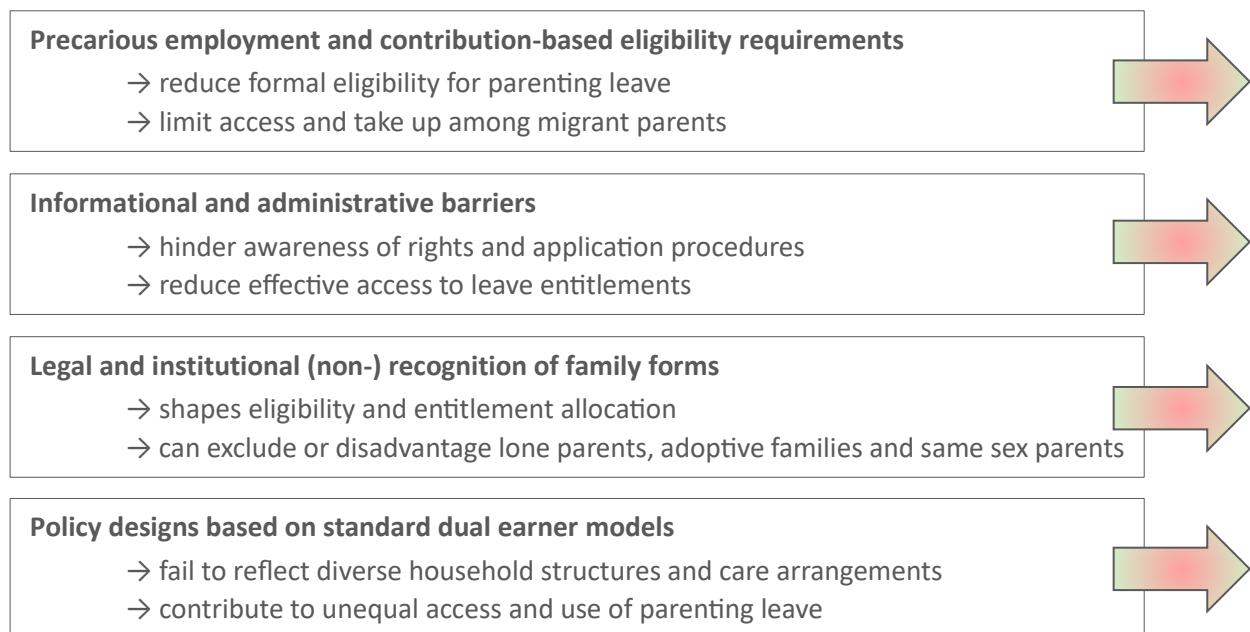 Precarious employment and contribution-based eligibility requirements
→ reduce formal eligibility for parenting leave
→ limit access and take up among migrant parents
Informational and administrative barriers
→ hinder awareness of rights and application procedures
→ reduce effective access to leave entitlements
Legal and institutional (non-) recognition of family forms
→ shapes eligibility and entitlement allocation
→ can exclude or disadvantage lone parents, adoptive families and same sex parents
Policy designs based on standard dual earner models
→ fail to reflect diverse household structures and care arrangements
→ contribute to unequal access and use of parenting leave